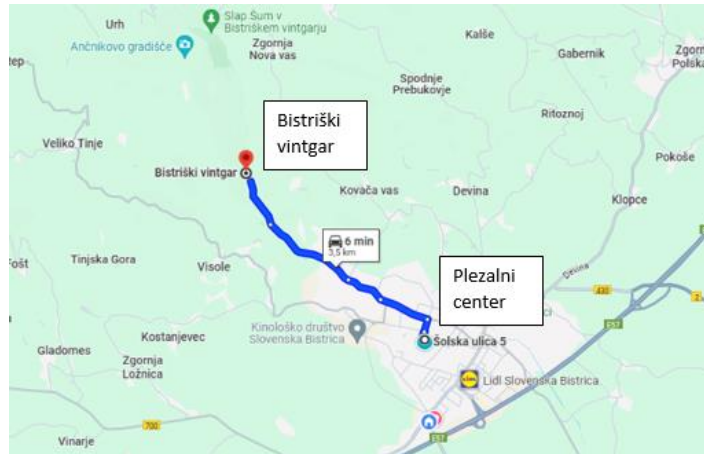 Urh
Slap Šum v
Bistriškem vintgarju
Kalše
Ančnikovo gradišče
Zgornja
Nova vas
Gabernik
Zgorn
Polska
tep
Spodnje
Prebukovje
Bistriški
vintgar
Ritoznoj
Veliko Tinje
Pokoše
Bistriški vintgar
Kovača vas
Devina
Klopce
6 min
3,5 km
Tinjska Gora
Visole
Fošt
Plezalni
center
Devina
430
2
E57
Kinološko društvo
Slovenska Bistrica
Šolska ulica 5
Kostanjevec
Gladomes
Zgornja
Ložnica
Lidl Slovenska Bistrica
700
Vinarje
E57